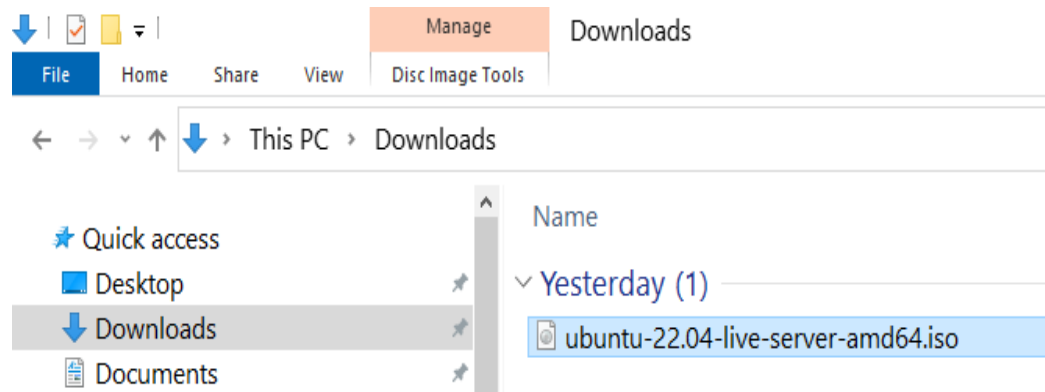 Manage Downloads
File Home Share View Disc Image Tools
This PC Downloads
Name
Quick access
Yesterday (1)
Desktop
Downloads
ubuntu-22.04-live-server-amd64.iso
Documents